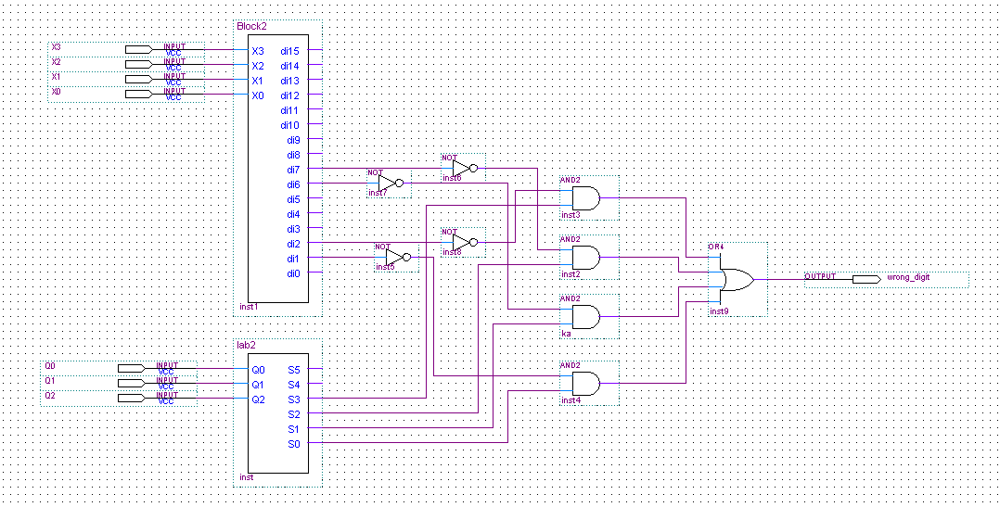 Block2
X3 INPUT VCC X3 di15
X2 INPUT VCC X2 di14
X1 INPUT VCC X1 di13
X0 INPUT VCC X0 di12
di11
di10
di9
di8
di7
di6
di5
di4
di3
di2
di1
di0
inst1
NOT
inst6
NOT
inst7
NOT
inst8
NOT
inst5
AND2
inst3
AND2
inst2
AND2
ka
AND2
inst4
OR4
inst9
OUTPUT wrong_digit
lab2
Q0 INPUT VCC Q0 S5
Q1 INPUT VCC Q1 S4
Q2 INPUT VCC Q2 S3
S2
S1
S0
inst